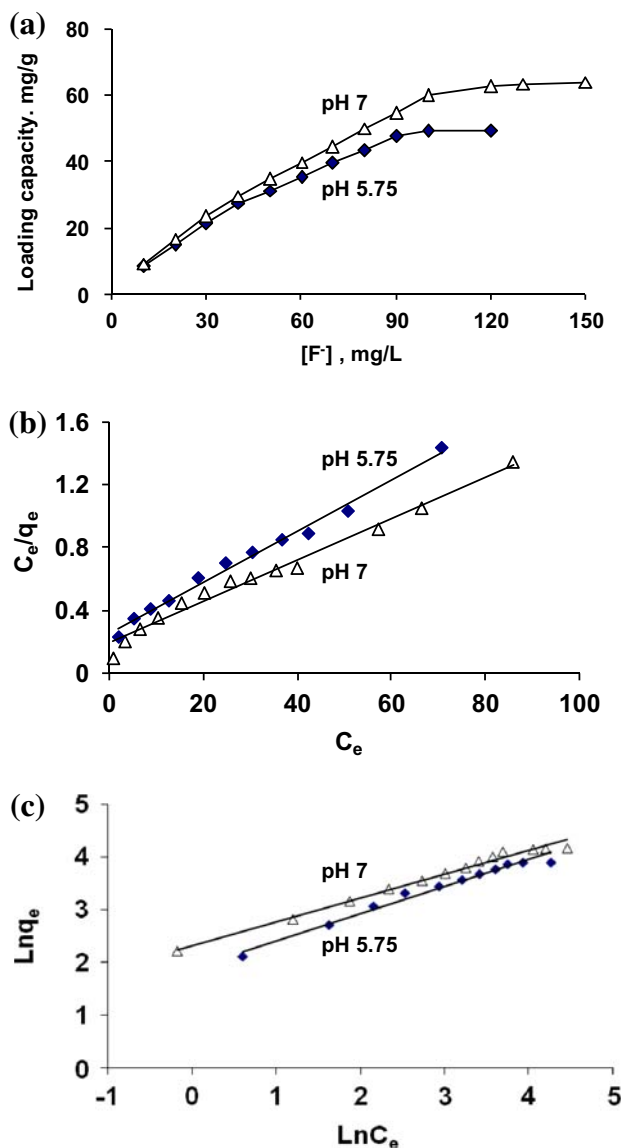 (a)
80
60
40
20
0
Loading capacity. mg/g
pH 7
pH 5.75
0 30 60 90 120 150
[F-] , mg/L
(b)
1.6
1.2
0.8
0.4
0
Ce/qe
pH 5.75
pH 7
0 20 40 60 80 100
Ce
(c)
5
4
3
2
1
0
Lnqe
pH 7
pH 5.75
-1 0 1 2 3 4 5
LnCe